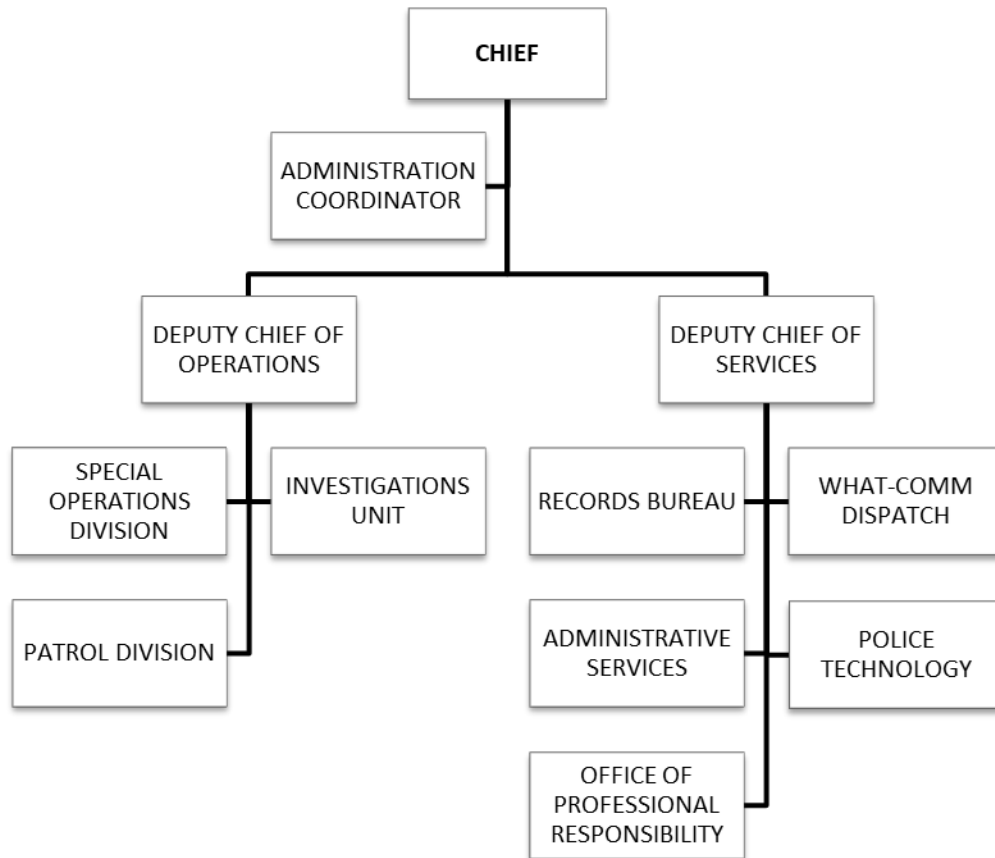 CHIEF
ADMINISTRATION
COORDINATOR
DEPUTY CHIEF OF
OPERATIONS
DEPUTY CHIEF OF
SERVICES
SPECIAL
OPERATIONS
DIVISION
INVESTIGATIONS
UNIT
RECORDS BUREAU
WHAT-COMM
DISPATCH
PATROL DIVISION
ADMINISTRATIVE
SERVICES
POLICE
TECHNOLOGY
OFFICE OF
PROFESSIONAL
RESPONSIBILITY